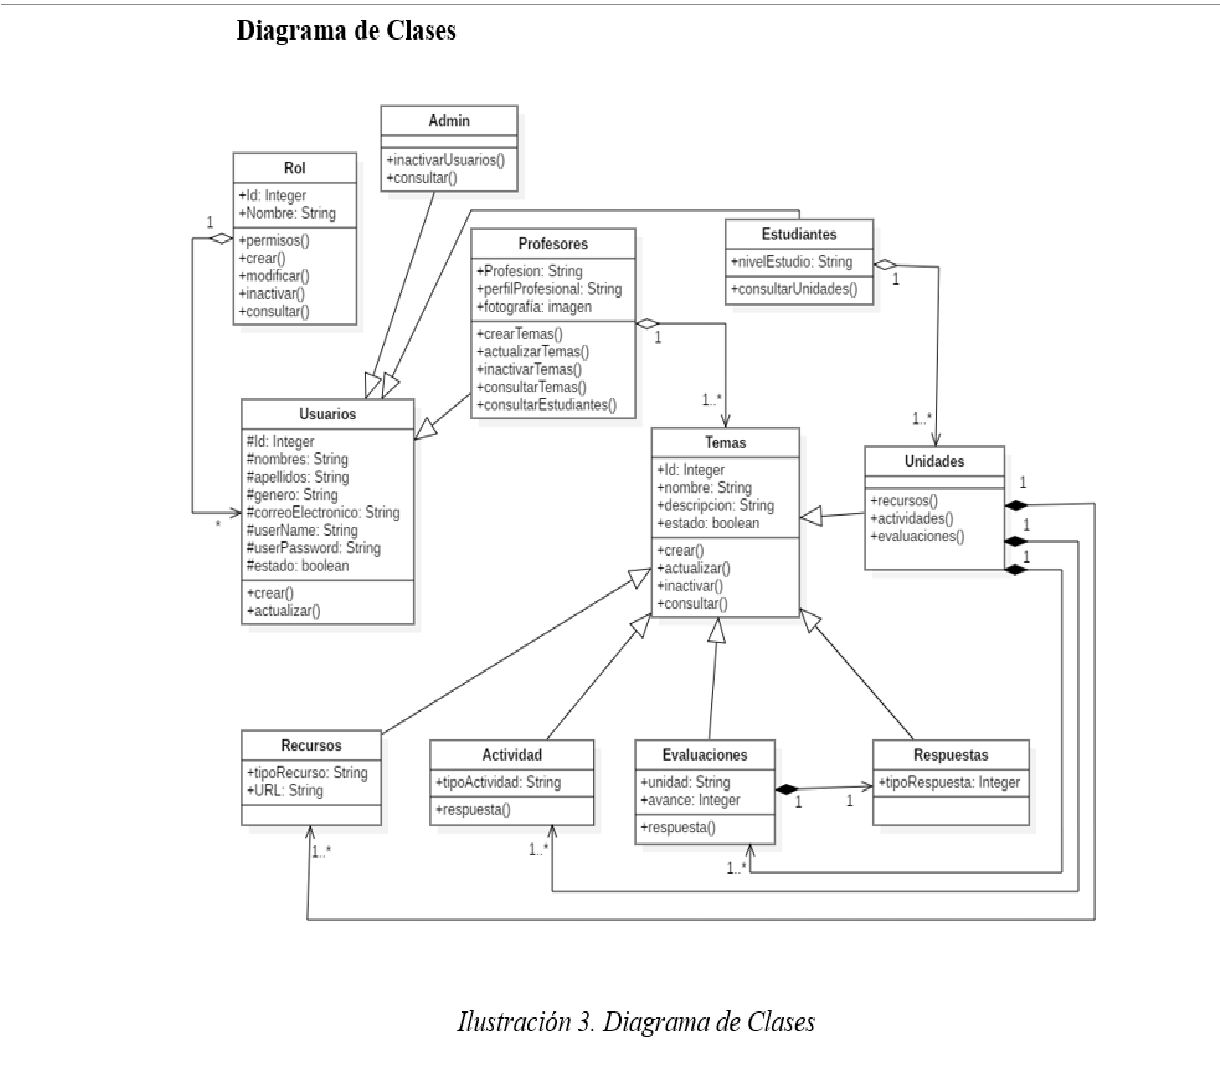 Diagrama de Clases
Admin
+inactivarUsuarios()
+consultar()
Rol
+Id: Integer
+Nombre: String
+permisos()
+crear()
+modificar()
+inactivar()
+consultar()
1
*
Profesores
+Profesion: String
+perfilProfesional: String
+fotografía: imagen
+crearTemas()
+actualizarTemas()
+inactivarTemas()
+consultarTemas()
+consultarEstudiantes()
1
1..*
Estudiantes
+nivelEstudio: String
+consultarUnidades()
1
1..*
Usuarios
#Id: Integer
#nombres: String
#apellidos: String
#genero: String
#correoElectronico: String
#userName: String
#userPassword: String
#estado: boolean
+crear()
+actualizar()
Temas
+Id: Integer
+nombre: String
+descripcion: String
+estado: boolean
+crear()
+actualizar()
+inactivar()
+consultar()
Unidades
+recursos()
+actividades()
+evaluaciones()
1
1
1
Recursos
+tipoRecurso: String
+URL: String
1..*
Actividad
+tipoActividad: String
+respuesta()
1..*
Evaluaciones
+unidad: String
+avance: Integer
+respuesta()
1..*
1
1
Respuestas
+tipoRespuesta: Integer
Ilustración 3. Diagrama de Clases